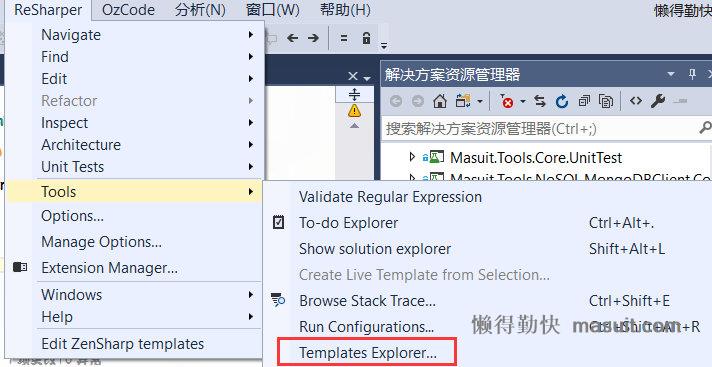 ReSharper OzCode 分析(N) 窗口(W) 帮助(H) 懒得勤快
Navigate
Find
Edit
Refactor
Inspect
Architecture
Unit Tests
Tools
Options...
Manage Options...
Extension Manager...
Windows
Help
Edit ZenSharp templates
解决方案资源管理器
搜索解决方案资源管理器(Ctrl+;)
Masuit.Tools.Core.UnitTest
Masuit.Tools.NoSQL.MongoDBClient.Cor
Validate Regular Expression
To-do Explorer Ctrl+Alt+.
Show solution explorer Shift+Alt+L
Create Live Template from Selection...
Browse Stack Trace... Ctrl+Shift+E
Run Configurations... Ctrl+Shift+Alt+R
懒得勤快 masuit.com
Templates Explorer...